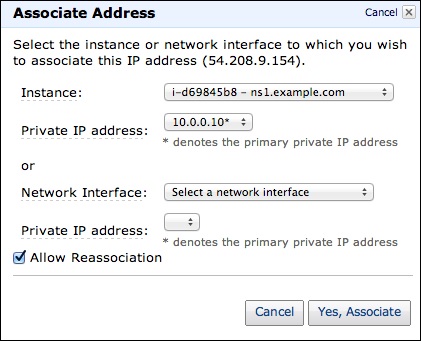 Associate Address
Cancel
Select the instance or network interface to which you wish
to associate this IP address (54.208.9.154).
Instance: i-d69845b8 - ns1.example.com
Private IP address: 10.0.0.10*
* denotes the primary private IP address
or
Network Interface: Select a network interface
Private IP address:
* denotes the primary private IP address
Allow Reassociation
Cancel Yes, Associate